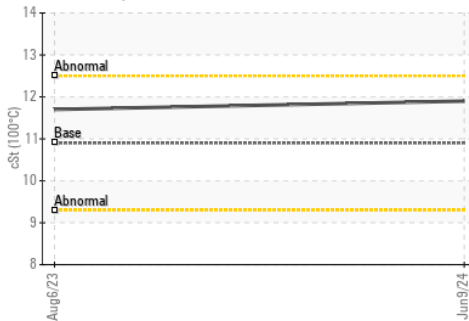 14
13
Abnormal
12
cSt (100°C)
11
Base
10
Abnormal
9
8
Aug6/23
Jun9/24